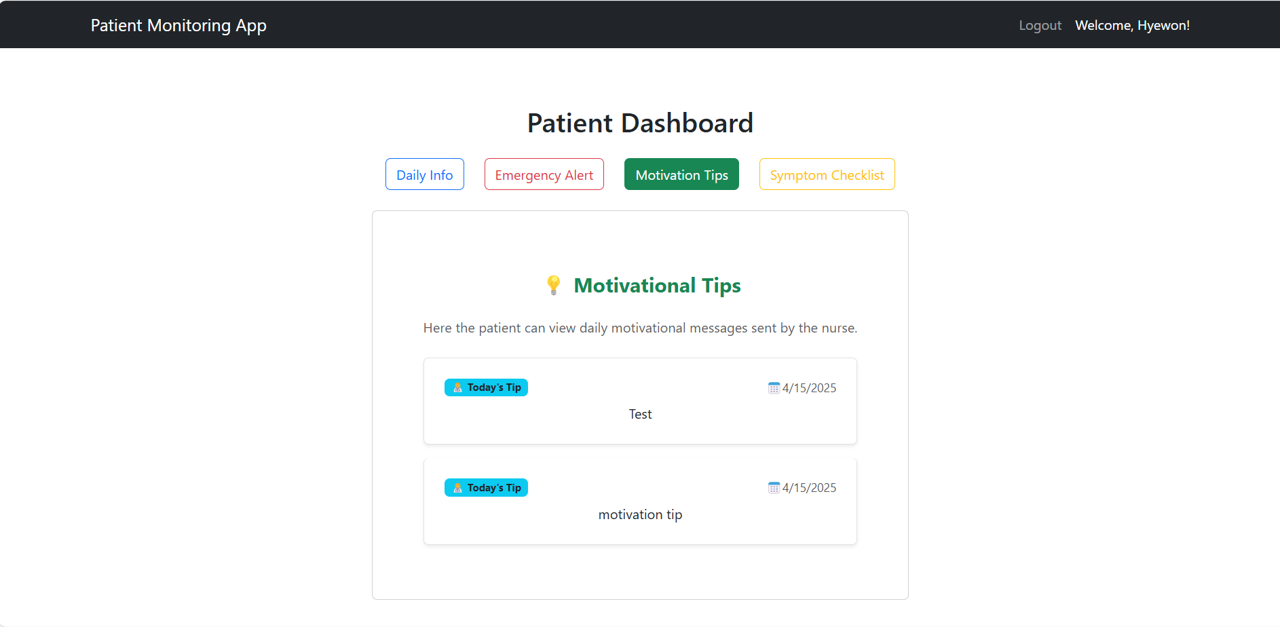 Patient Monitoring App
Logout Welcome, Hyewon!
Patient Dashboard
Daily Info
Emergency Alert
Motivation Tips
Symptom Checklist
💡 Motivational Tips
Here the patient can view daily motivational messages sent by the nurse.
Today's Tip
4/15/2025
Test
Today's Tip
4/15/2025
motivation tip